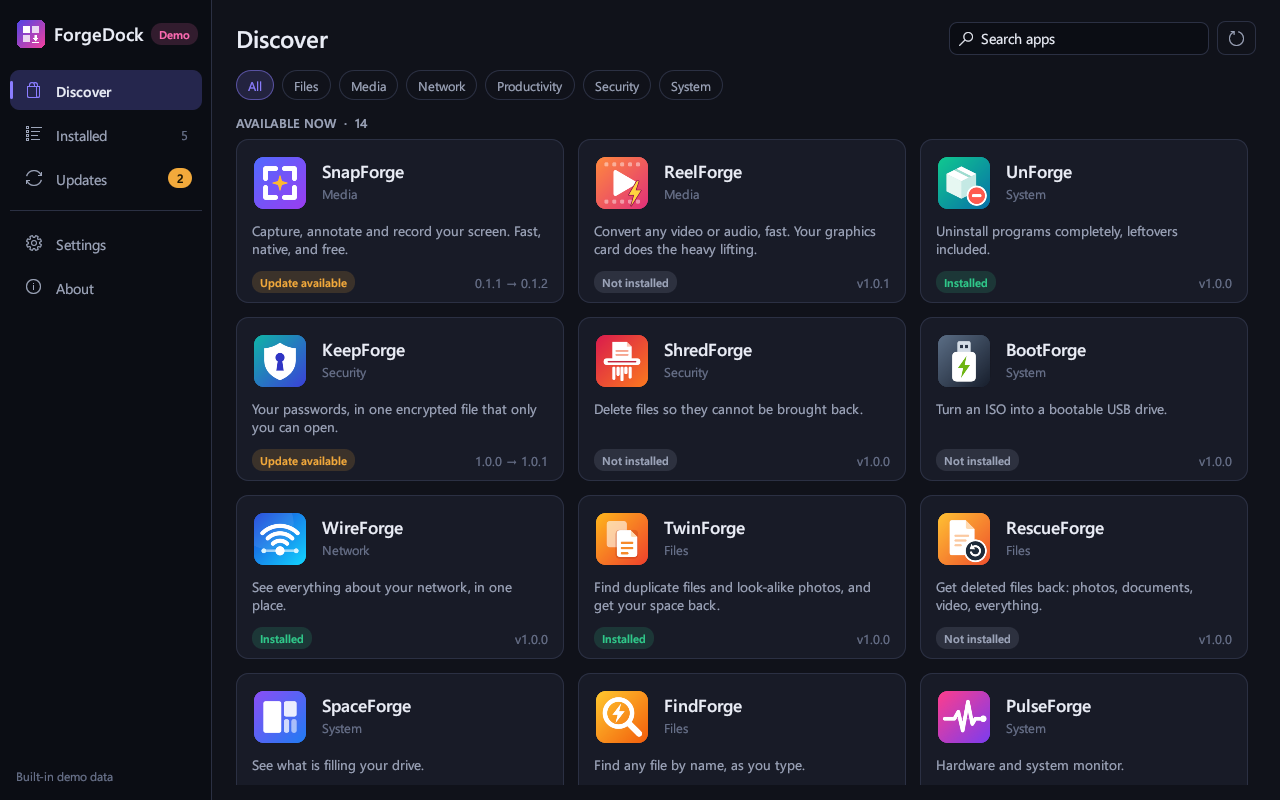 ForgeDock Demo
Discover
Installed 5
Updates 2
Settings
About
Built-in demo data
Discover
Search apps
All Files Media Network Productivity Security System
AVAILABLE NOW · 14
SnapForge
Media
Capture, annotate and record your screen. Fast,
native, and free.
Update available 0.1.1 → 0.1.2
ReelForge
Media
Convert any video or audio, fast. Your graphics
card does the heavy lifting.
Not installed v1.0.1
UnForge
System
Uninstall programs completely, leftovers
included.
Installed v1.0.0
KeepForge
Security
Your passwords, in one encrypted file that only
you can open.
Update available 1.0.0 → 1.0.1
ShredForge
Security
Delete files so they cannot be brought back.
Not installed v1.0.0
BootForge
System
Turn an ISO into a bootable USB drive.
Not installed v1.0.0
WireForge
Network
See everything about your network, in one
place.
Installed v1.0.0
TwinForge
Files
Find duplicate files and look-alike photos, and
get your space back.
Installed v1.0.0
RescueForge
Files
Get deleted files back: photos, documents,
video, everything.
Not installed v1.0.0
SpaceForge
System
See what is filling your drive.
FindForge
Files
Find any file by name, as you type.
PulseForge
System
Hardware and system monitor.